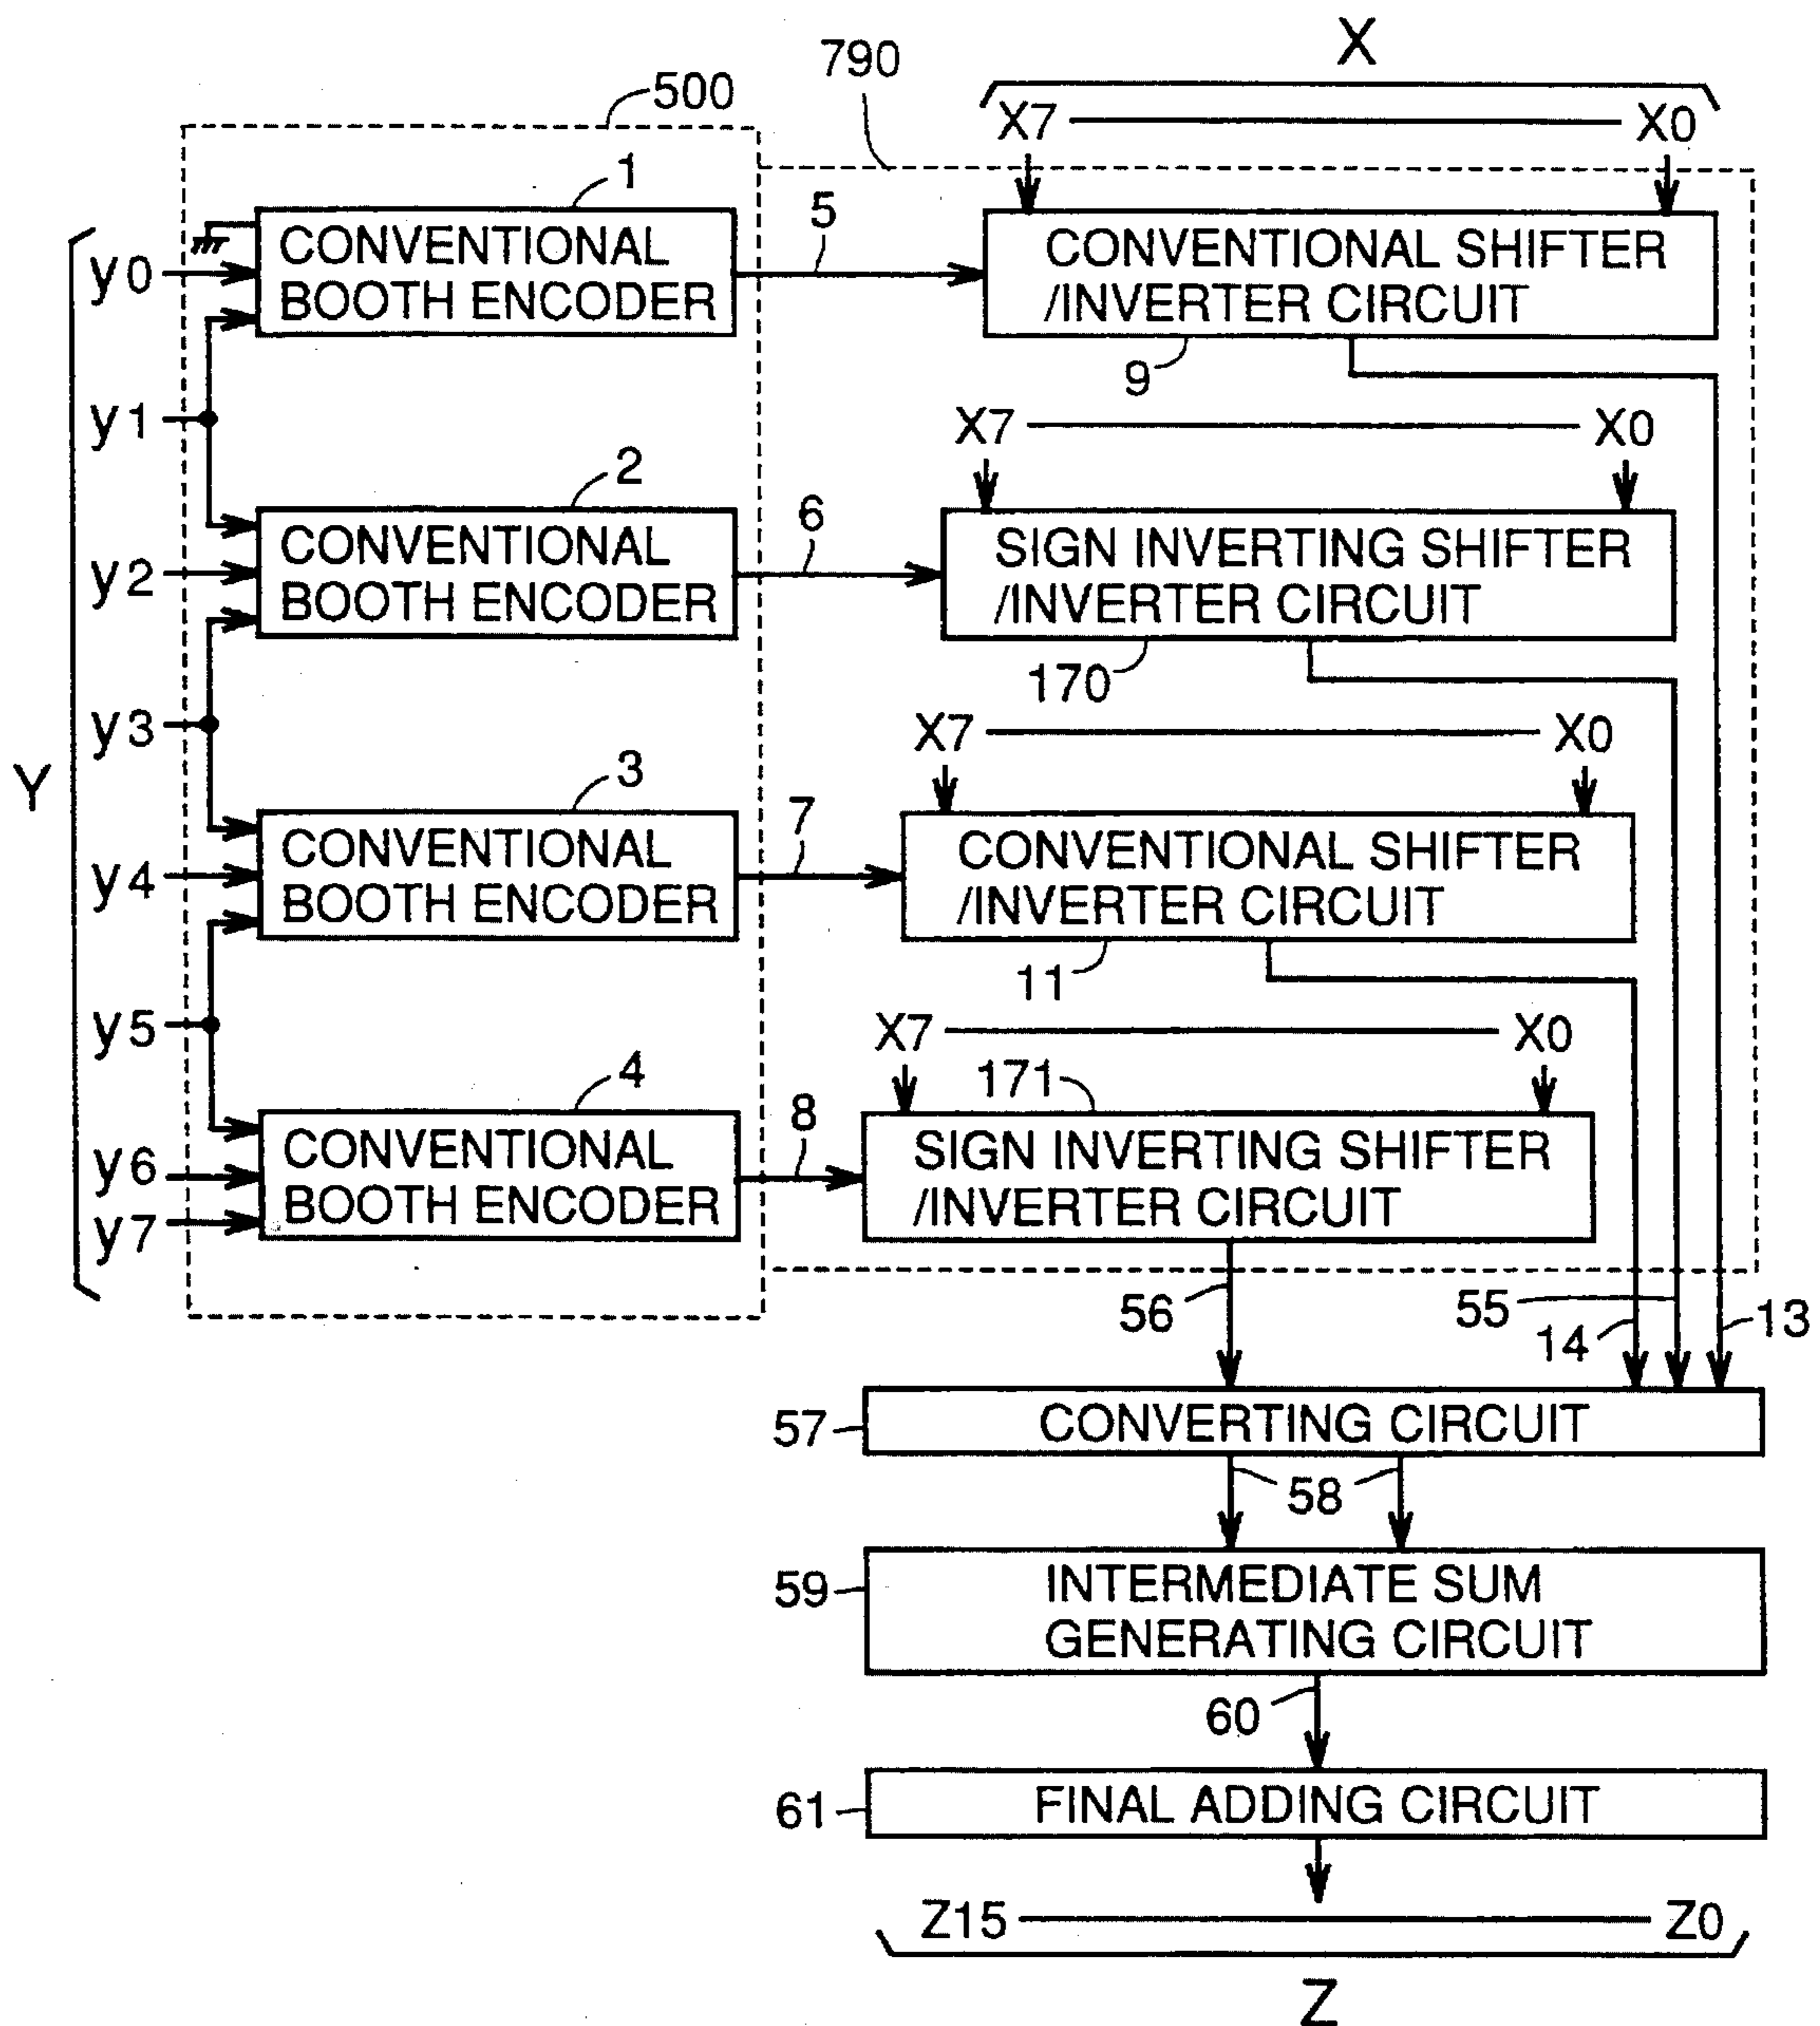 X
790
500
X7 X0
1
5
y0
CONVENTIONAL
BOOTH ENCODER
CONVENTIONAL SHIFTER
/INVERTER CIRCUIT
9
y1
X7 X0
2
6
y2
CONVENTIONAL
BOOTH ENCODER
SIGN INVERTING SHIFTER
/INVERTER CIRCUIT
170
y3
X7 X0
Y
3
7
y4
CONVENTIONAL
BOOTH ENCODER
CONVENTIONAL SHIFTER
/INVERTER CIRCUIT
11
y5
X7 X0
4
8
171
y6
y7
CONVENTIONAL
BOOTH ENCODER
SIGN INVERTING SHIFTER
/INVERTER CIRCUIT
56
55
14
13
57
CONVERTING CIRCUIT
58
59
INTERMEDIATE SUM
GENERATING CIRCUIT
60
61
FINAL ADDING CIRCUIT
Z15 Z0
Z